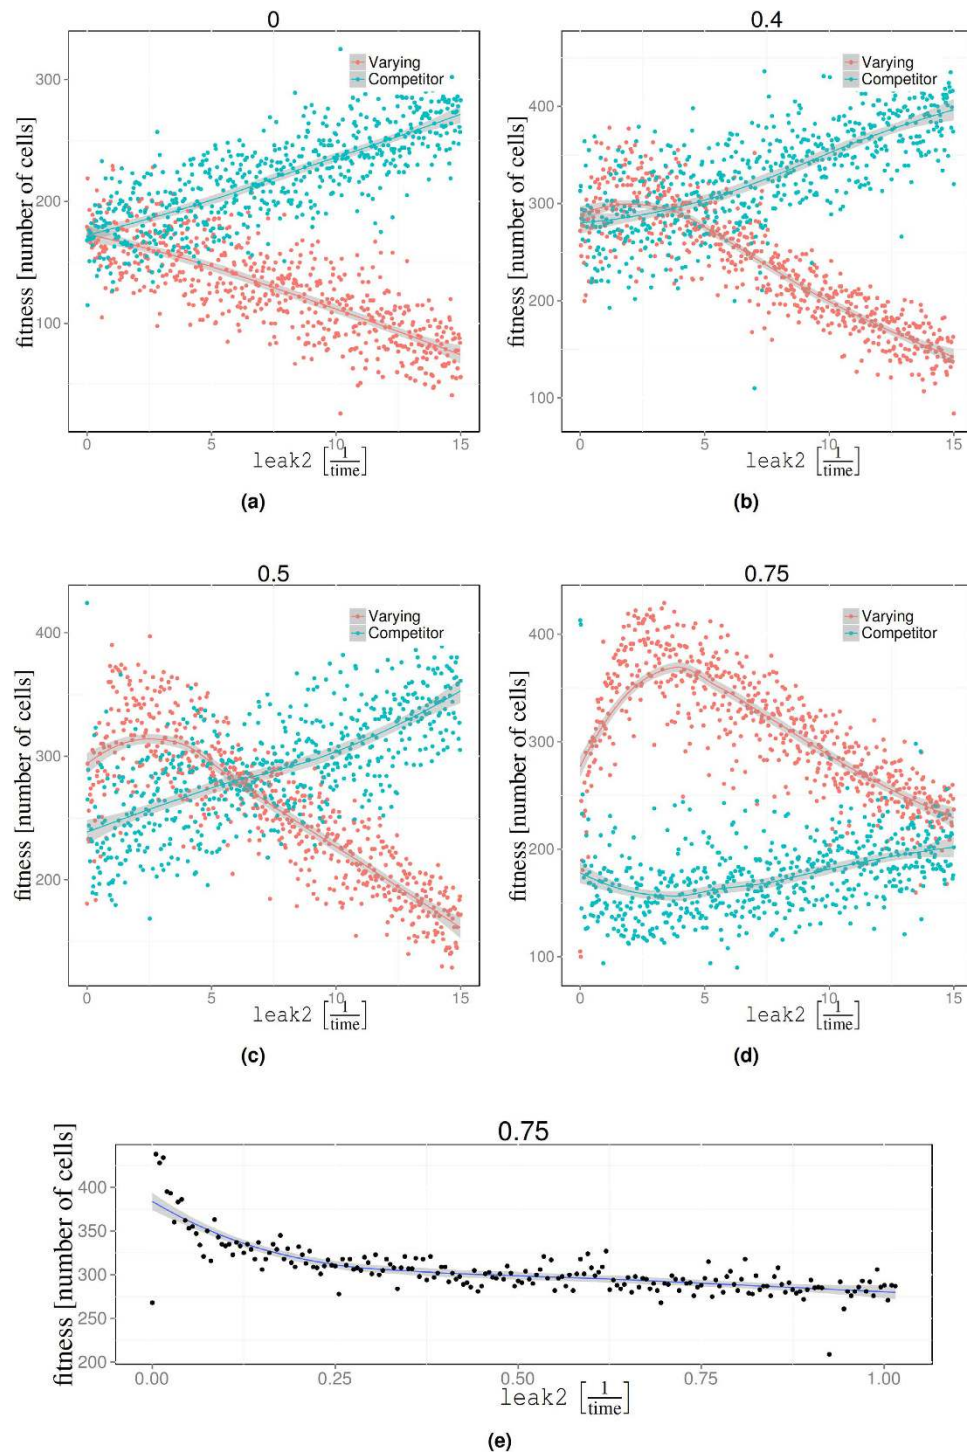 0
fitness [number of cells]
300
200
100
Varying
Competitor
0 5 10 15
leak2 [1/time]
(a)
0.4
fitness [number of cells]
400
300
200
100
Varying
Competitor
0 5 10 15
leak2 [1/time]
(b)
0.5
fitness [number of cells]
400
300
200
Varying
Competitor
0 5 10 15
leak2 [1/time]
(c)
0.75
fitness [number of cells]
400
300
200
100
Varying
Competitor
0 5 10 15
leak2 [1/time]
(d)
0.75
fitness [number of cells]
400
350
300
250
200
0.00 0.25 0.50 0.75 1.00
leak2 [1/time]
(e)